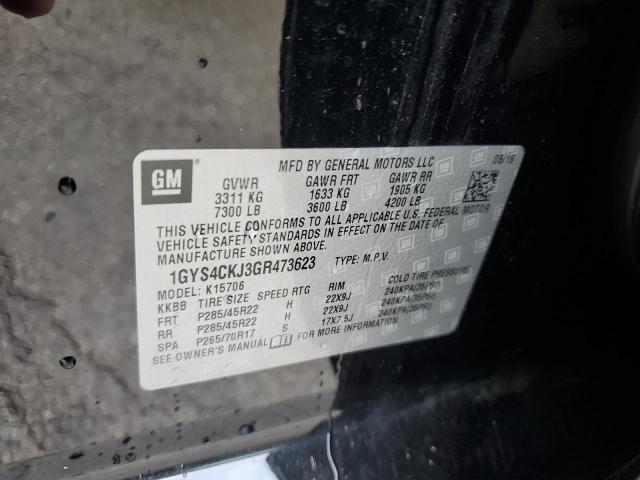 GM
MFD BY GENERAL MOTORS LLC
08/16
GVWR GAWR FRT GAWR RR
3311 KG 1633 KG 1905 KG
7300 LB 3600 LB 4200 LB
THIS VEHICLE CONFORMS TO ALL APPLICABLE U.S. FEDERAL MOTOR
VEHICLE SAFETY STANDARDS IN EFFECT ON THE DATE OF
MANUFACTURE SHOWN ABOVE.
1GYS4CKJ3GR473623 TYPE: M.P.V.
MODEL: K15706
KKBB TIRE SIZE SPEED RTG RIM COLD TIRE PRESSURE
FRT P285/45R22 H 22X9J 240KPA(35PSI)
RR P285/45R22 H 22X9J 240KPA(35PSI)
SPA P265/70R17 S 17X7.5J 240KPA(35PSI)
SEE OWNER'S MANUAL FOR MORE INFORMATION.